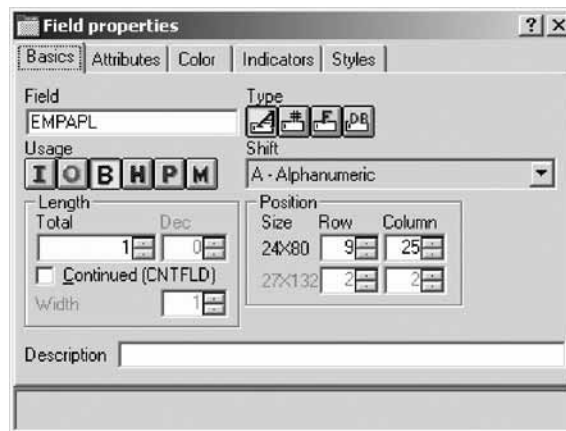 Field properties
Basics Attributes Color Indicators Styles
Field Type
EMPAPL A # F DB
Usage Shift
I O B H P M A - Alphanumeric
Length Position
Total Dec Size Row Column
1 0 24X80 9 25
Continued (CNTFLD) 27X132 2 2
Width 1
Description